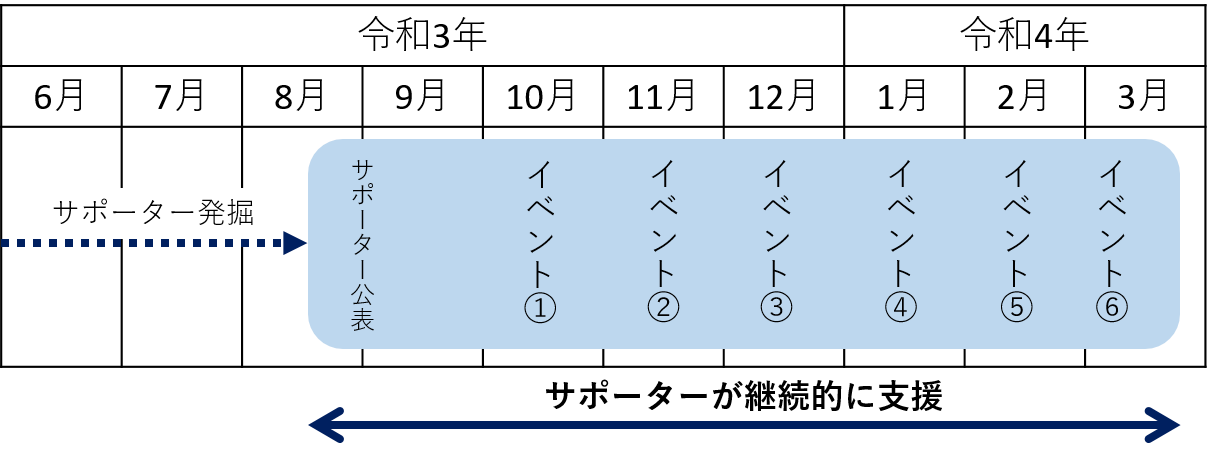 令和3年
令和4年
6月
7月
8月
9月
10月
11月
12月
1月
2月
3月
サポーター発掘
サポーター公表
イベント①
イベント②
イベント③
イベント④
イベント⑤
イベント⑥
サポーターが継続的に支援